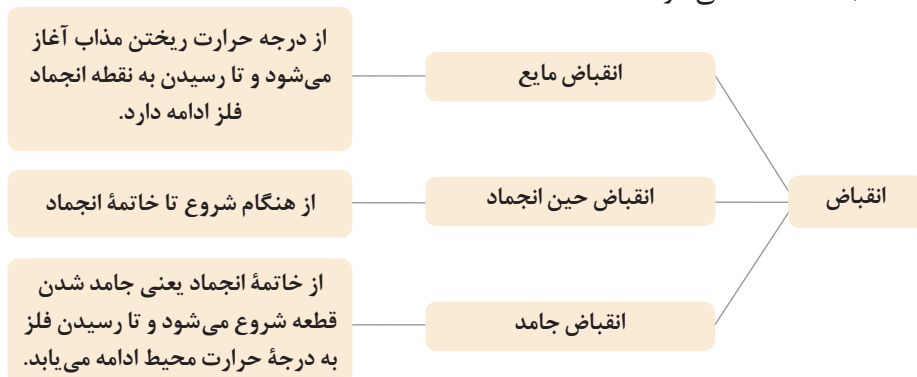 انقباض
انقباض مایع
از درجه حرارت ریختن مذاب آغاز
می‌شود و تا رسیدن به نقطه انجماد
فلز ادامه دارد.
انقباض حین انجماد
از هنگام شروع تا خاتمهٔ انجماد
انقباض جامد
از خاتمهٔ انجماد یعنی جامد شدن
قطعه شروع می‌شود و تا رسیدن فلز
به درجهٔ حرارت محیط ادامه می‌یابد.